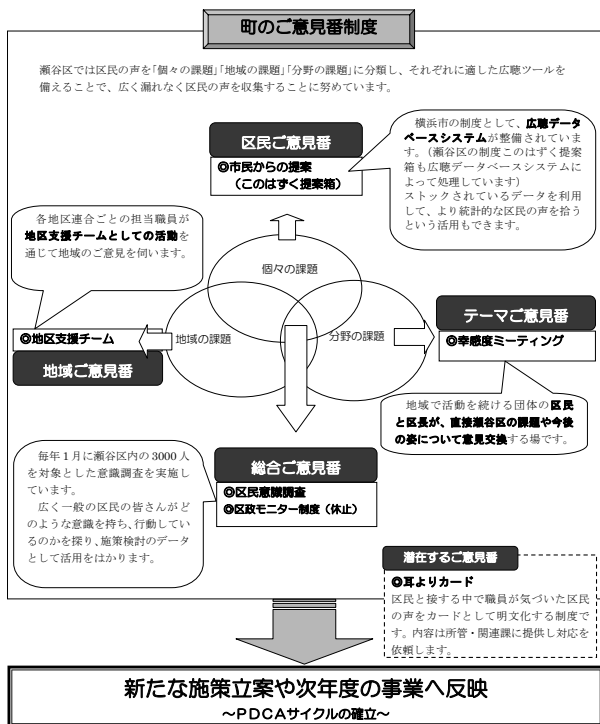 町のご意見番制度
瀬谷区では区民の声を「個々の課題」「地域の課題」「分野の課題」に分類し、それぞれに適した広聴ツールを
備えることで、広く漏れなく区民の声を収集することに努めています。
区民ご意見番
◎市民からの提案
（このはずく提案箱）
横浜市の制度として、広聴データ
ベースシステムが整備されていま
す。（瀬谷区の制度このはずく提案
箱も広聴データベースシステムに
よって処理しています）
ストックされているデータを利用
して、より統計的な区民の声を拾う
という活用もできます。
各地区連合ごとの担当職員が
地区支援チームとしての活動を
通じて地域のご意見を伺います。
個々の課題
地域の課題
分野の課題
◎地区支援チーム
地域ご意見番
テーマご意見番
◎幸感度ミーティング
地域で活動を続ける団体の区民
と区長が、直接瀬谷区の課題や今後
の姿について意見交換する場です。
毎年１月に瀬谷区内の 3000 人
を対象とした意識調査を実施し
ています。
広く一般の区民の皆さんがど
のような意識を持ち、行動してい
るのかを探り、施策検討のデータ
として活用をはかります。
総合ご意見番
◎区民意識調査
◎区政モニター制度（休止）
潜在するご意見番
◎耳よりカード
区民と接する中で職員が気づいた区民
の声をカードとして明文化する制度で
す。内容は所管・関連課に提供し対応を
依頼します。
新たな施策立案や次年度の事業へ反映
～ＰＤＣＡサイクルの確立～